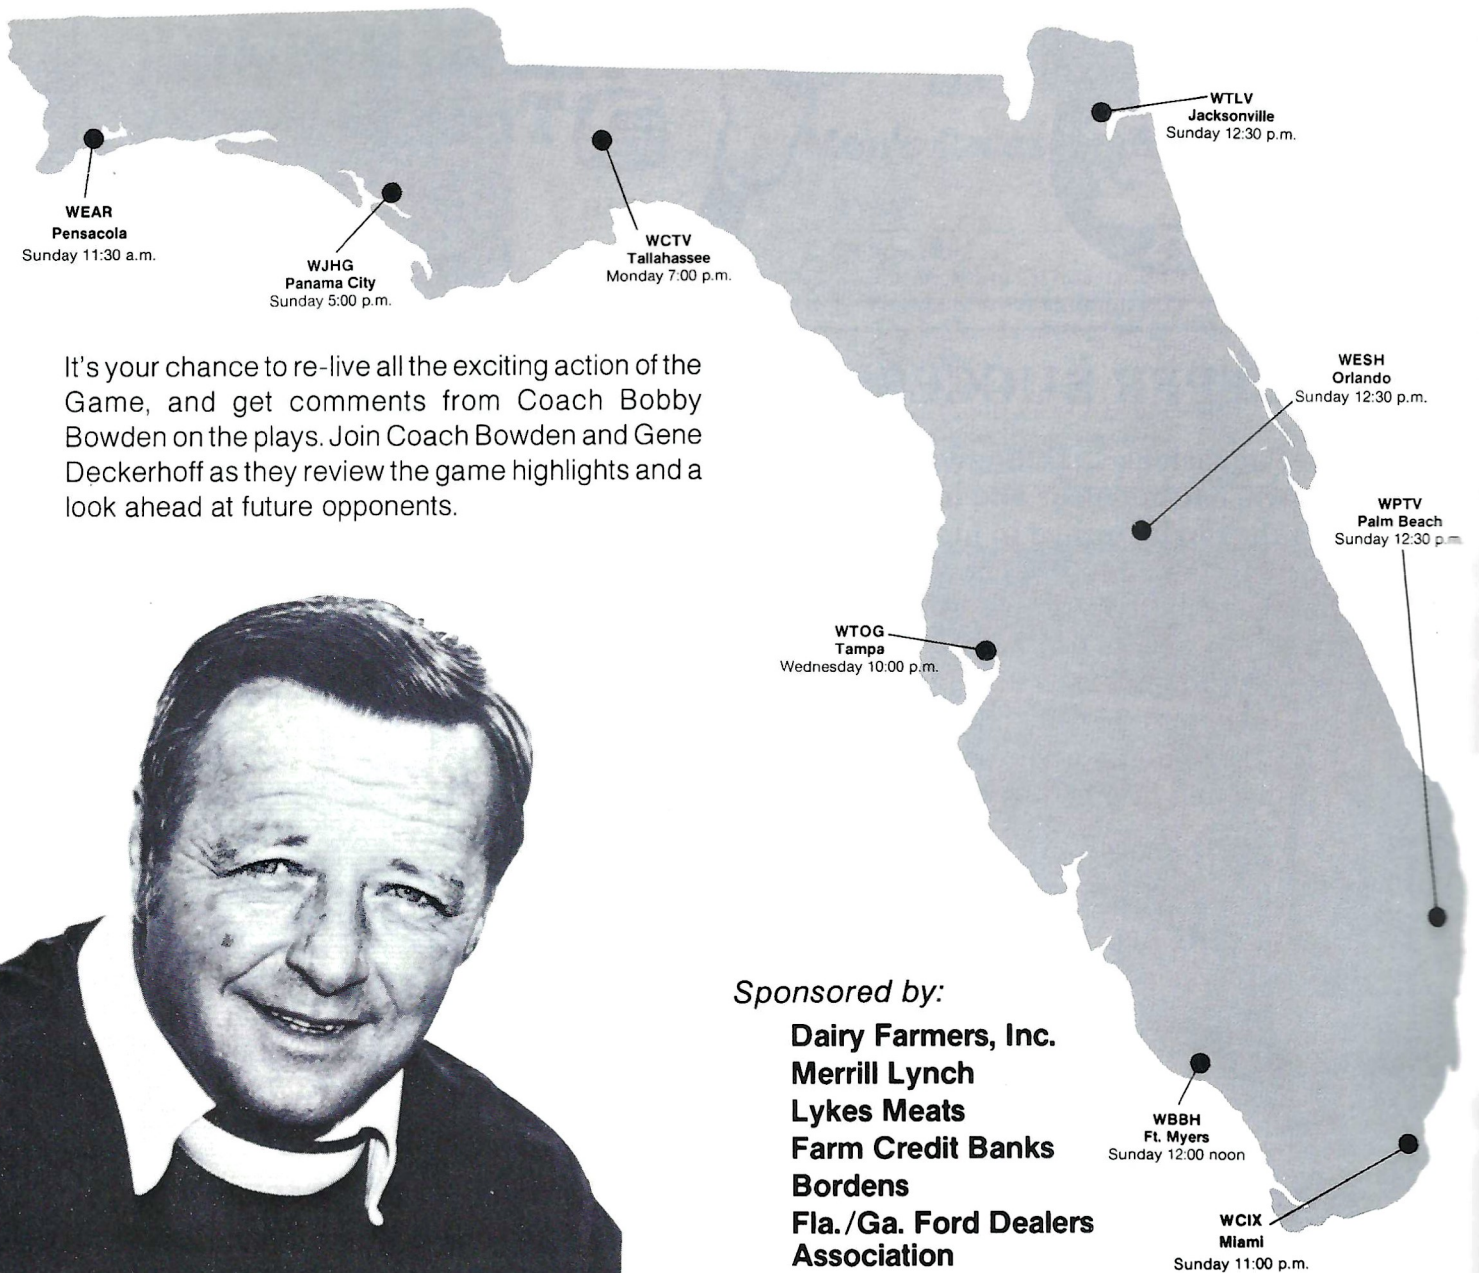 WTLV
Jacksonville
Sunday 12:30 p.m.
WEAR
Pensacola
Sunday 11:30 a.m.
WJHG
Panama City
Sunday 5:00 p.m.
WCTV
Tallahassee
Monday 7:00 p.m.
It's your chance to re-live all the exciting action of the
Game, and get comments from Coach Bobby
Bowden on the plays. Join Coach Bowden and Gene
Deckerhoff as they review the game highlights and a
look ahead at future opponents.
WESH
Orlando
Sunday 12:30 p.m.
WPTV
Palm Beach
Sunday 12:30 p.m.
WTOG
Tampa
Wednesday 10:00 p.m.
Sponsored by:
Dairy Farmers, Inc.
Merrill Lynch
Lykes Meats
Farm Credit Banks
Bordens
Fla./Ga. Ford Dealers
Association
WBBH
Ft. Myers
Sunday 12:00 noon
WCIX
Miami
Sunday 11:00 p.m.